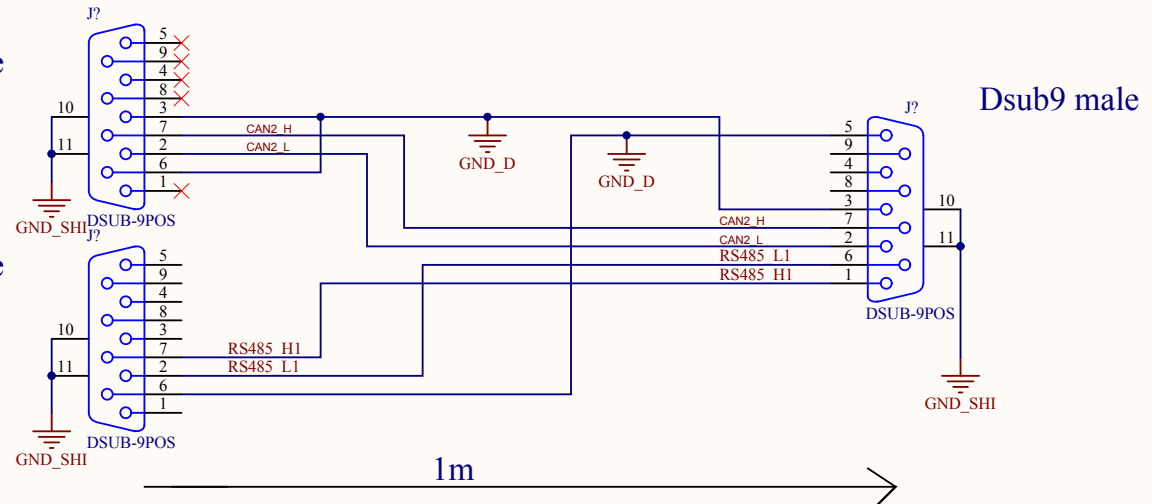 J?
5
9
4
8
3
7
2
6
1
10
11
CAN2_H
CAN2_L
GND_SHI
DSUB-9POS
GND_D
GND_D
Dsub9 male
J?
5
9
4
8
3
7
2
6
1
10
11
CAN2_H
CAN2_L
RS485_L1
RS485_H1
DSUB-9POS
GND_SHI
J?
5
9
4
8
3
7
2
6
1
10
11
RS485_H1
RS485_L1
DSUB-9POS
GND_SHI
1m